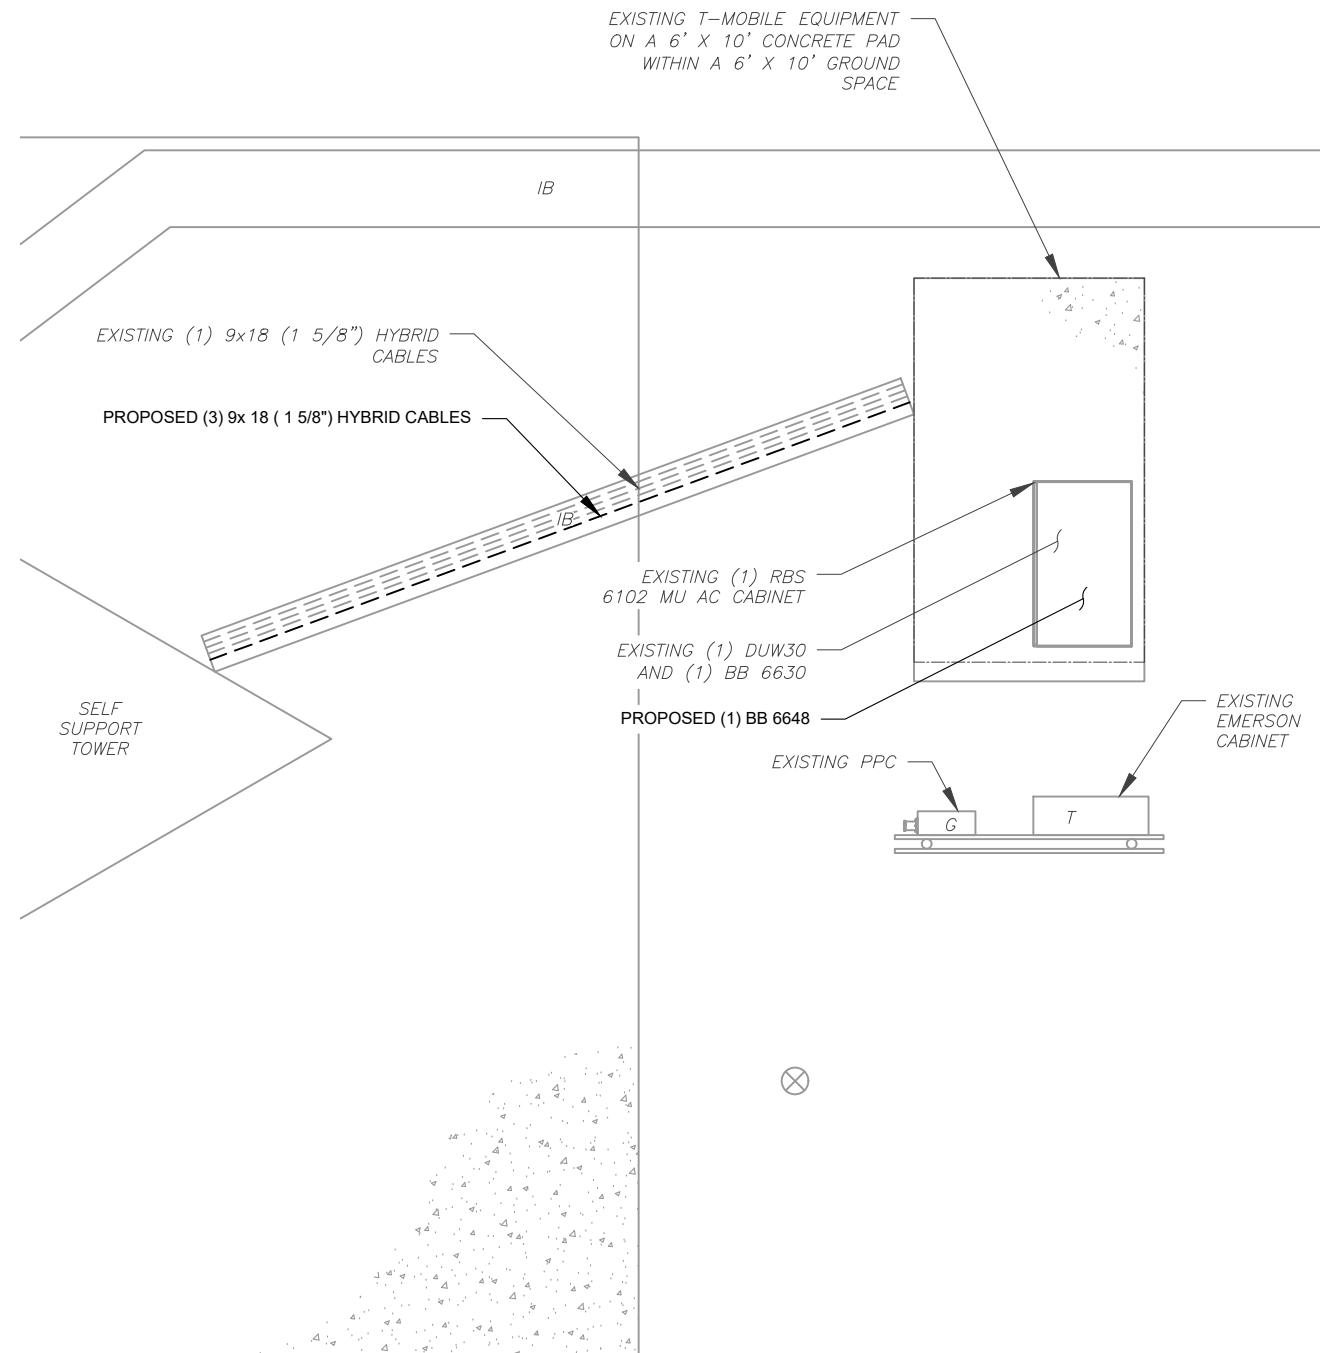 EXISTING T-MOBILE EQUIPMENT
ON A 6' X 10' CONCRETE PAD
WITHIN A 6' X 10' GROUND
SPACE
IB
EXISTING (1) 9x18 (1 5/8") HYBRID
CABLES
PROPOSED (3) 9x 18 ( 1 5/8") HYBRID CABLES
IB
EXISTING (1) RBS
6102 MU AC CABINET
EXISTING (1) DUW30
AND (1) BB 6630
PROPOSED (1) BB 6648
SELF
SUPPORT
TOWER
EXISTING
EMERSON
CABINET
EXISTING PPC
G
T